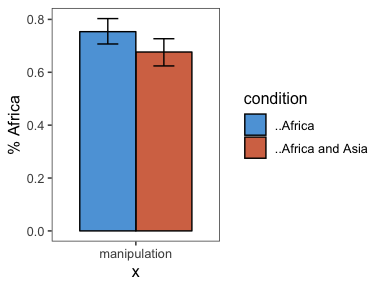 % Africa
0.8
0.6
0.4
0.2
0.0
manipulation
x
condition
..Africa
..Africa and Asia